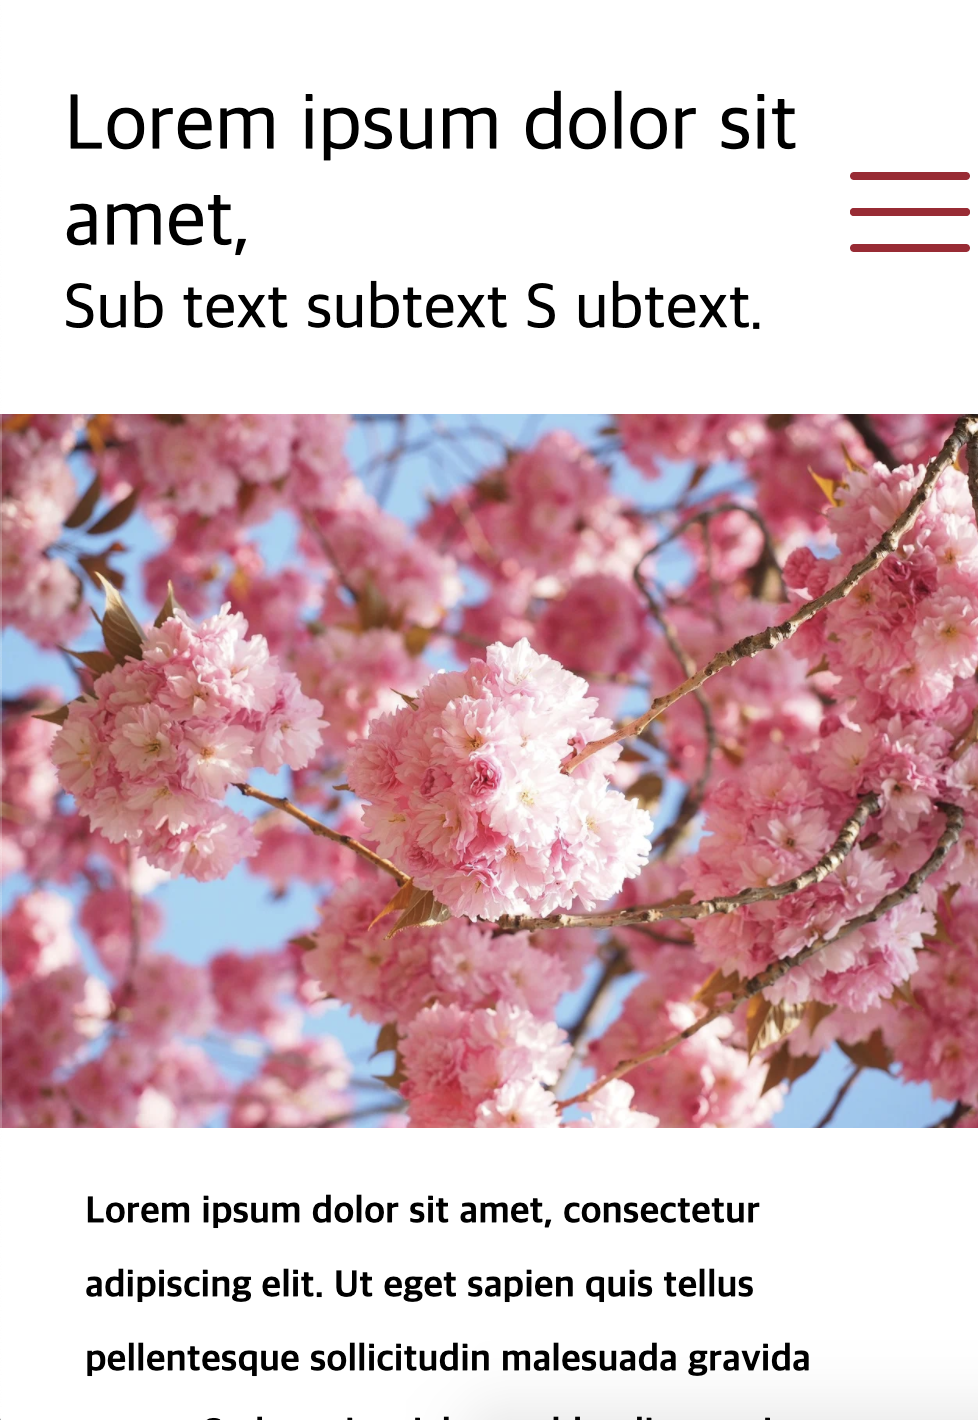 Lorem ipsum dolor sit
amet,
Sub text subtext S ubtext.
Lorem ipsum dolor sit amet, consectetur
adipiscing elit. Ut eget sapien quis tellus
pellentesque sollicitudin malesuada gravida